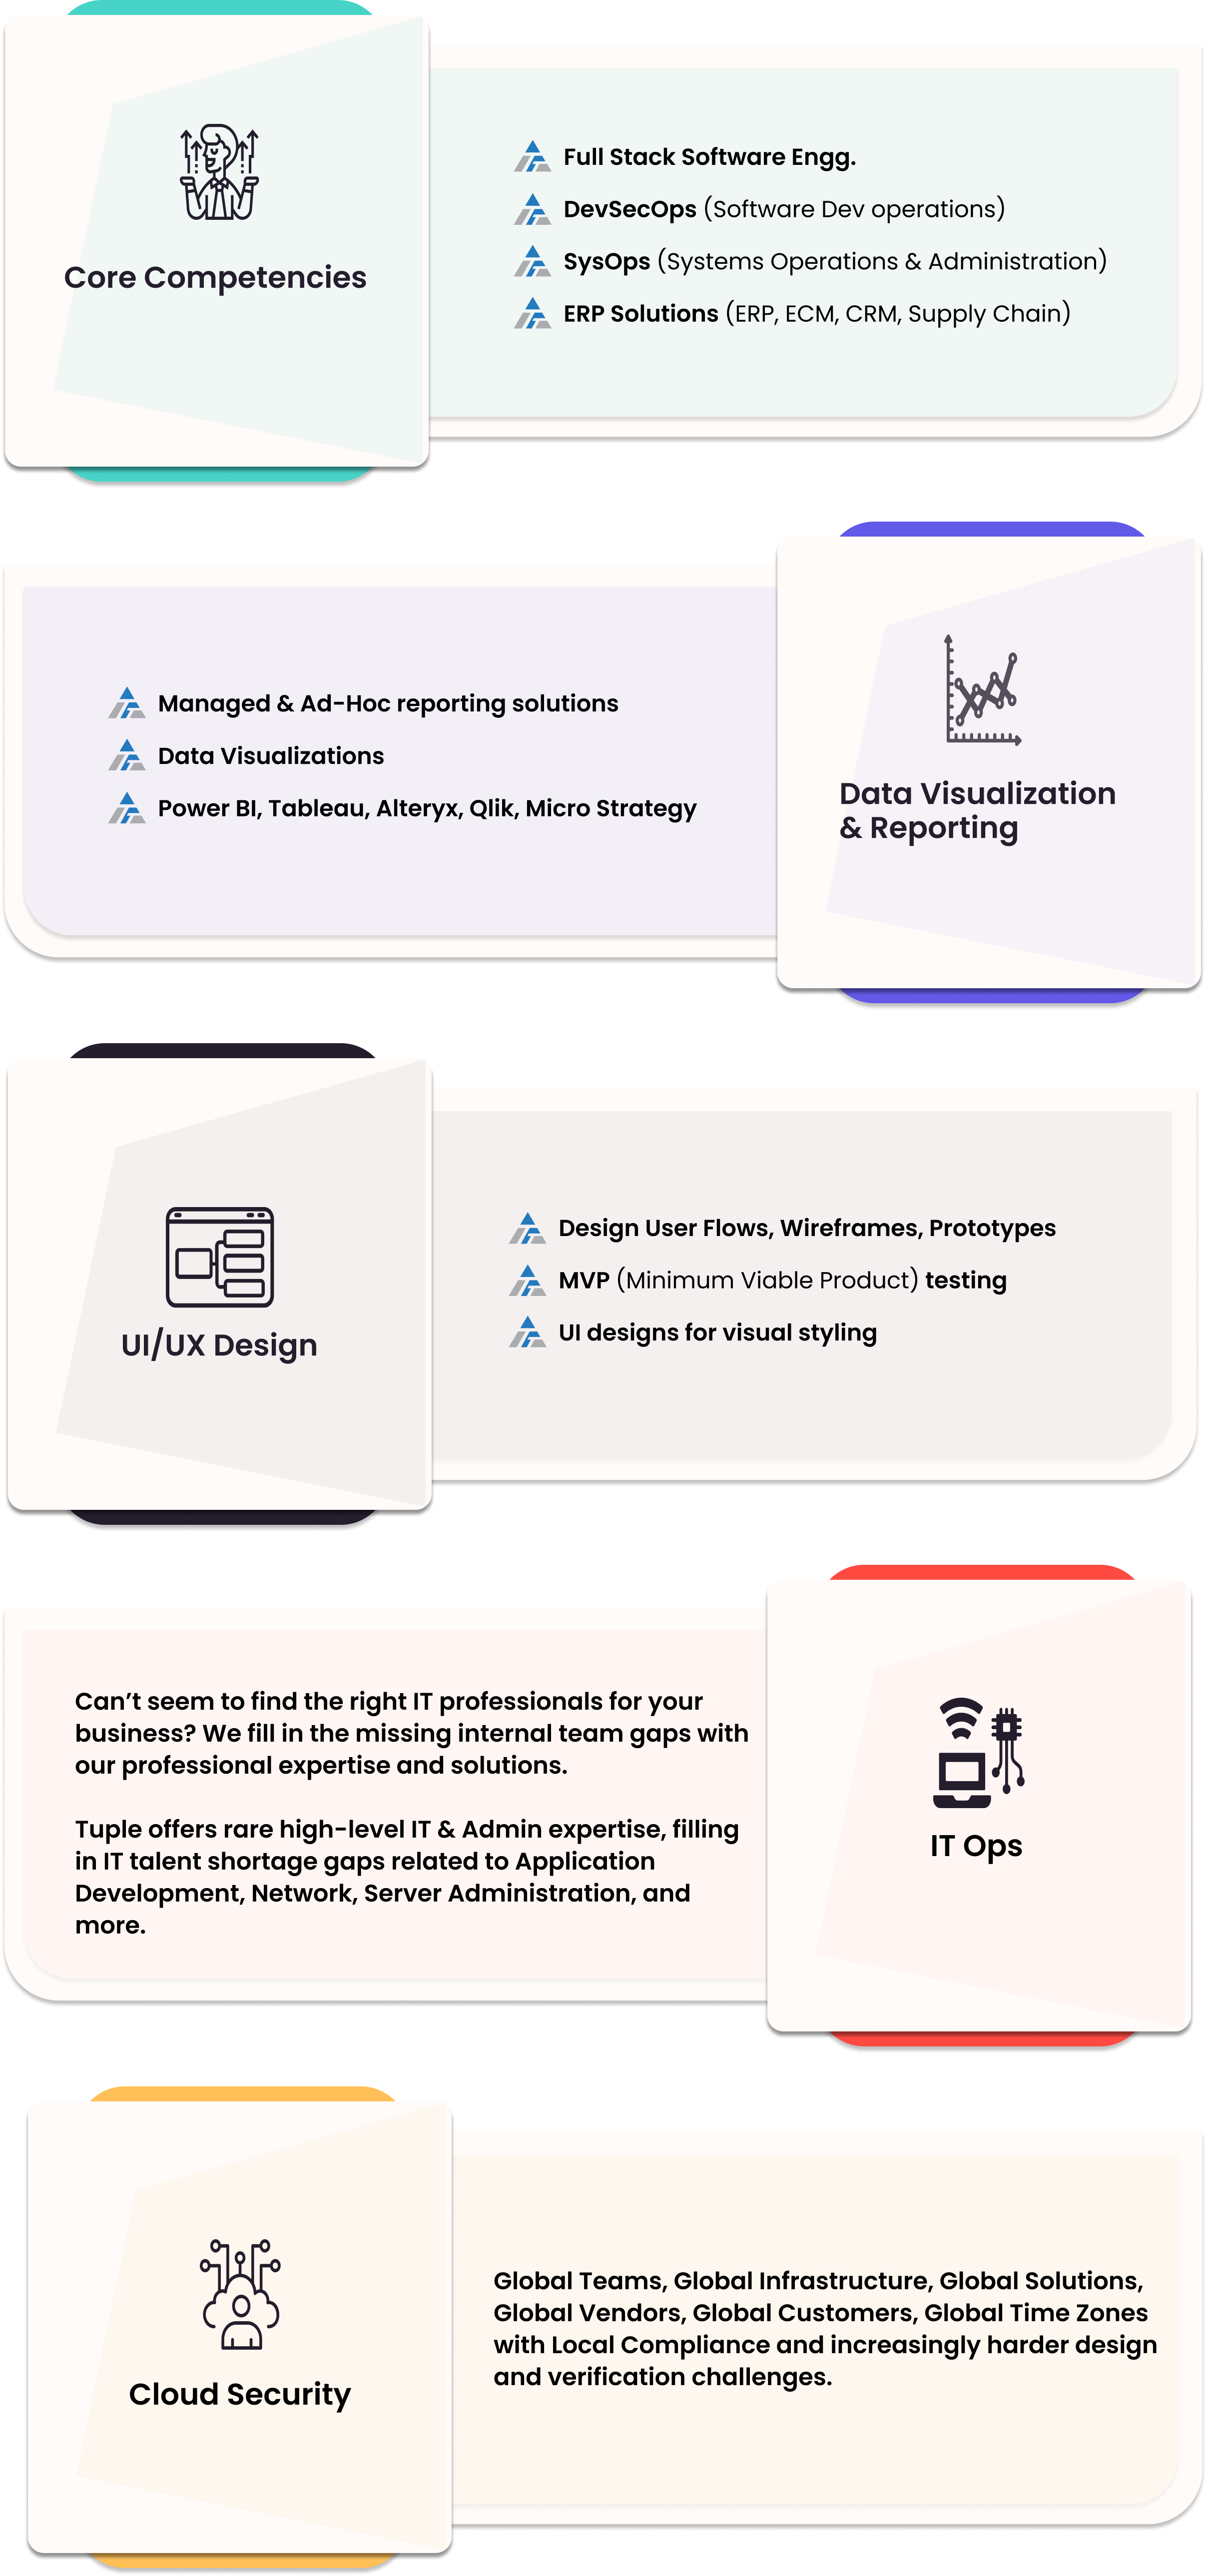 Core Competencies
Full Stack Software Engg.
DevSecOps (Software Dev operations)
SysOps (Systems Operations & Administration)
ERP Solutions (ERP, ECM, CRM, Supply Chain)
Managed & Ad-Hoc reporting solutions
Data Visualizations
Power BI, Tableau, Alteryx, Qlik, Micro Strategy
Data Visualization
& Reporting
UI/UX Design
Design User Flows, Wireframes, Prototypes
MVP (Minimum Viable Product) testing
UI designs for visual styling
Can’t seem to find the right IT professionals for your
business? We fill in the missing internal team gaps with
our professional expertise and solutions.
Tuple offers rare high-level IT & Admin expertise, filling
in IT talent shortage gaps related to Application
Development, Network, Server Administration, and
more.
IT Ops
Cloud Security
Global Teams, Global Infrastructure, Global Solutions,
Global Vendors, Global Customers, Global Time Zones
with Local Compliance and increasingly harder design
and verification challenges.